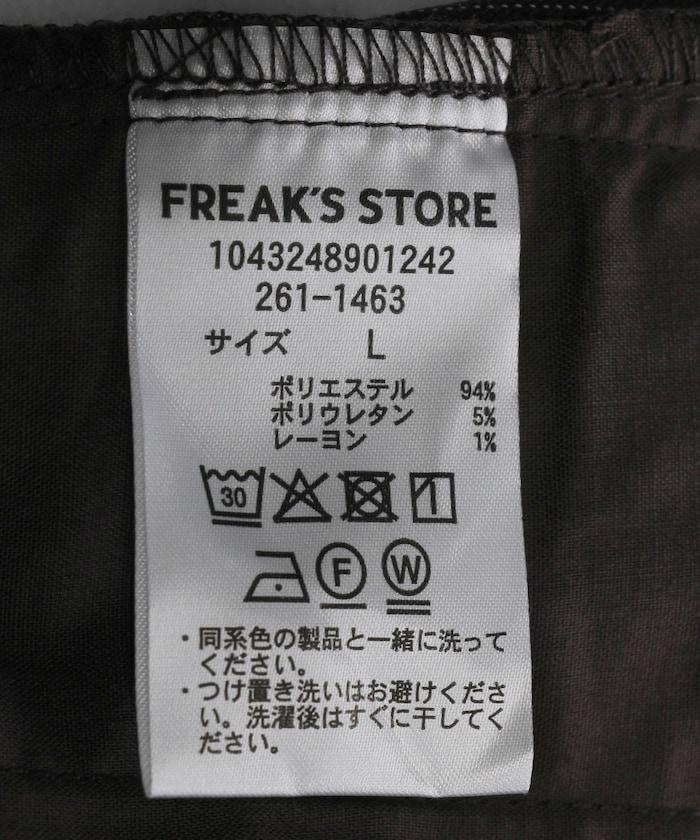 FREAK'S STORE
1043248901242
261-1463
サイズ L
ポリエステル 94%
ポリウレタン 5%
レーヨン 1%
30
F W
・同系色の製品と一緒に洗って
ください。
・つけ置き洗いはお避けくださ
い。洗濯後はすぐに干してく
ださい。